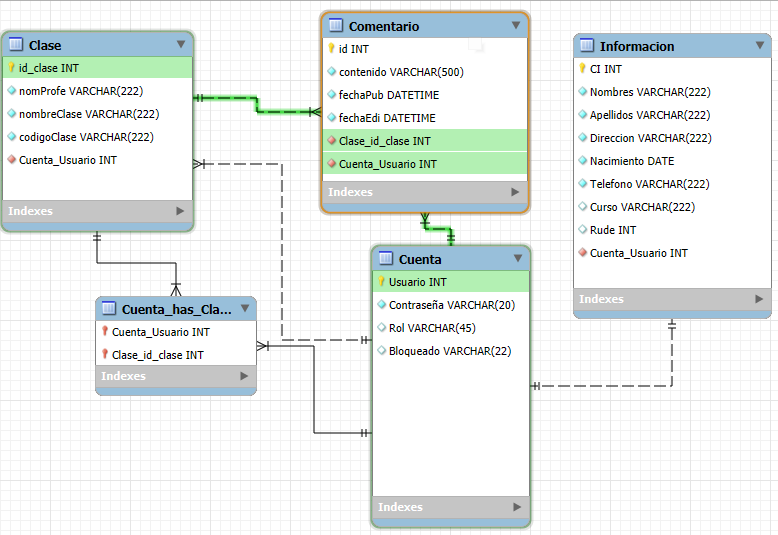 Clase
id_clase INT
nomProfe VARCHAR(222)
nombreClase VARCHAR(222)
codigoClase VARCHAR(222)
Cuenta_Usuario INT
Indexes
Comentario
id INT
contenido VARCHAR(500)
fechaPub DATETIME
fechaEdi DATETIME
Clase_id_clase INT
Cuenta_Usuario INT
Indexes
Informacion
CI INT
Nombres VARCHAR(222)
Apellidos VARCHAR(222)
Direccion VARCHAR(222)
Nacimiento DATE
Telefono VARCHAR(222)
Curso VARCHAR(222)
Rude INT
Cuenta_Usuario INT
Indexes
Cuenta_has_Cla...
Cuenta_Usuario INT
Clase_id_clase INT
Indexes
Cuenta
Usuario INT
Contraseña VARCHAR(20)
Rol VARCHAR(45)
Bloqueado VARCHAR(22)
Indexes